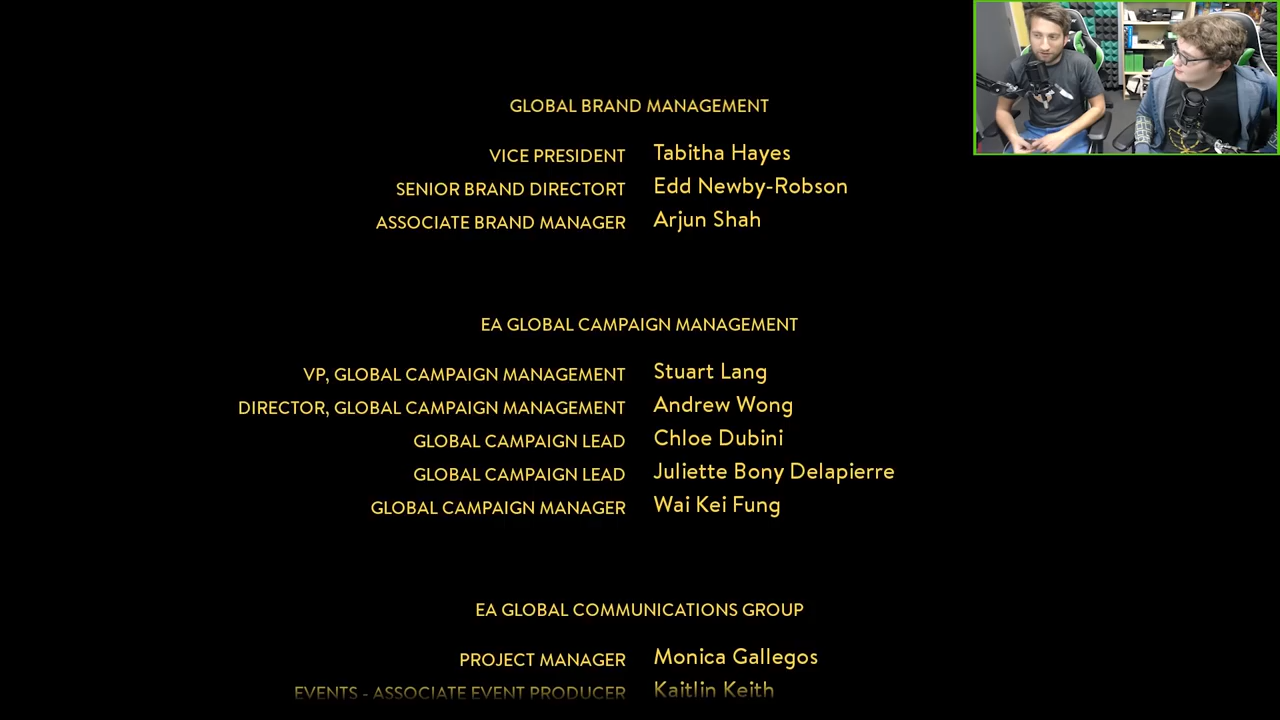 GLOBAL BRAND MANAGEMENT
VICE PRESIDENT Tabitha Hayes
SENIOR BRAND DIRECTORT Edd Newby-Robson
ASSOCIATE BRAND MANAGER Arjun Shah
EA GLOBAL CAMPAIGN MANAGEMENT
VP, GLOBAL CAMPAIGN MANAGEMENT Stuart Lang
DIRECTOR, GLOBAL CAMPAIGN MANAGEMENT Andrew Wong
GLOBAL CAMPAIGN LEAD Chloe Dubini
GLOBAL CAMPAIGN LEAD Juliette Bony Delapierre
GLOBAL CAMPAIGN MANAGER Wai Kei Fung
EA GLOBAL COMMUNICATIONS GROUP
PROJECT MANAGER Monica Gallegos
EVENTS - ASSOCIATE EVENT PRODUCER Kaitlin Keith